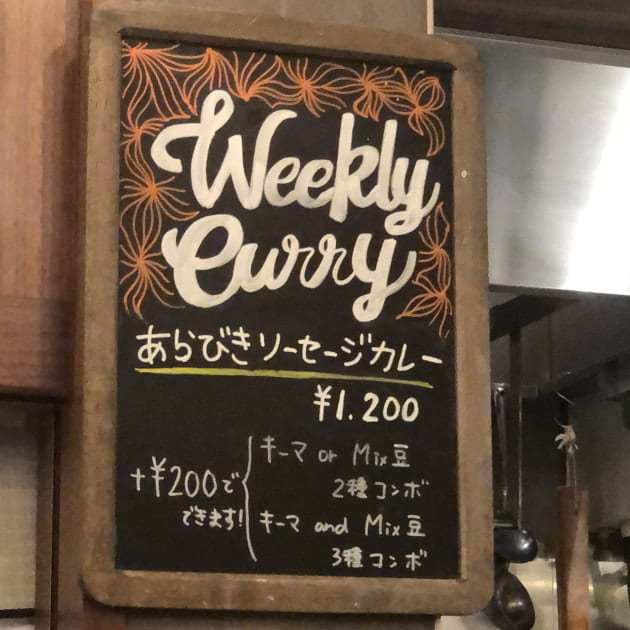 Weekly
Curry
あらびきソーセージカレー
¥1.200
+¥200で
できます!
キーマ or Mix豆
2種コンボ
キーマ and Mix豆
3種コンボ